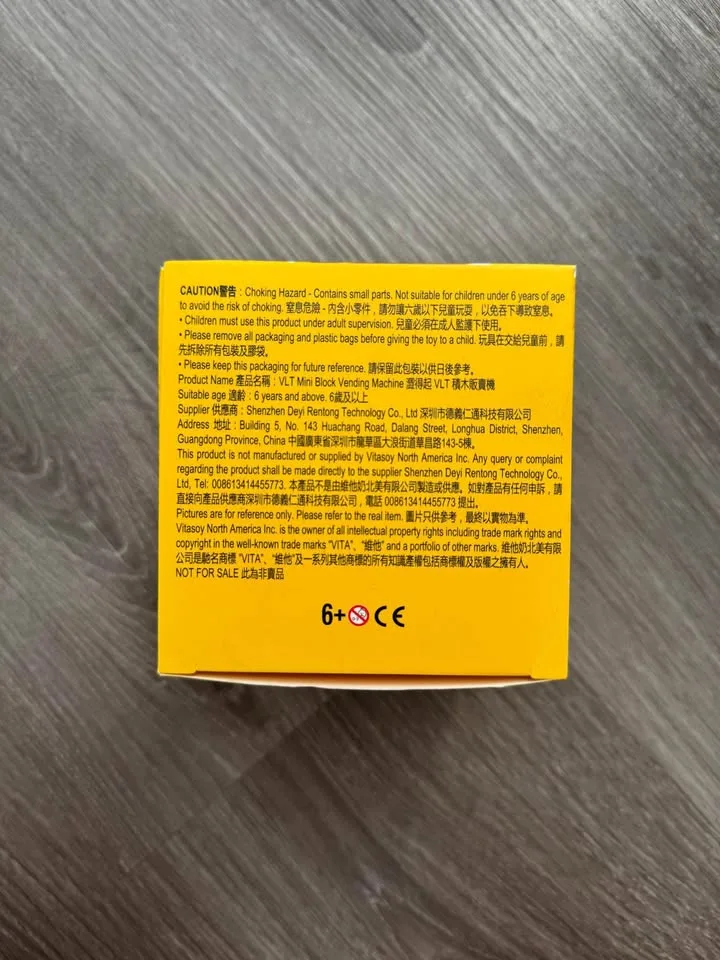 CAUTION警告 : Choking Hazard - Contains small parts. Not suitable for children under 6 years of age
to avoid the risk of choking. 窒息危險 - 內含小零件，請勿讓六歲以下兒童玩耍，以免吞下導致窒息。
• Children must use this product under adult supervision. 兒童必須在成人監護下使用。
• Please remove all packaging and plastic bags before giving the toy to a child. 玩具在交給兒童前，請
先拆除所有包裝及膠袋。
• Please keep this packaging for future reference. 請保留此包裝以供日後參考。
Product Name 產品名稱 : VLT Mini Block Vending Machine 澀得起 VLT 積木販賣機
Suitable age 適齡 : 6 years and above. 6歲及以上
Supplier 供應商 : Shenzhen Deyi Rentong Technology Co., Ltd 深圳市德義仁通科技有限公司
Address 地址 : Building 5, No. 143 Huachang Road, Dalang Street, Longhua District, Shenzhen,
Guangdong Province, China 中國廣東省深圳市龍華區大浪街道華昌路143-5棟。
This product is not manufactured or supplied by Vitasoy North America Inc. Any query or complaint
regarding the product shall be made directly to the supplier Shenzhen Deyi Rentong Technology Co.,
Ltd, Tel: 008613414455773. 本產品不是由維他奶北美有限公司製造或供應。如對產品有任何申訴，請
直接向產品供應商深圳市德義仁通科技有限公司，電話 008613414455773 提出。
Pictures are for reference only. Please refer to the real item. 圖片只供參考，最終以實物為準。
Vitasoy North America Inc. is the owner of all intellectual property rights including trade mark rights and
copyright in the well-known trade marks "VITA"、"維他" and a portfolio of other marks. 維他奶北美有限
公司是馳名商標 "VITA"、"維他"及一系列其他商標的所有知識產權包括商標權及版權之擁有人。
NOT FOR SALE 此為非賣品
6+ CE